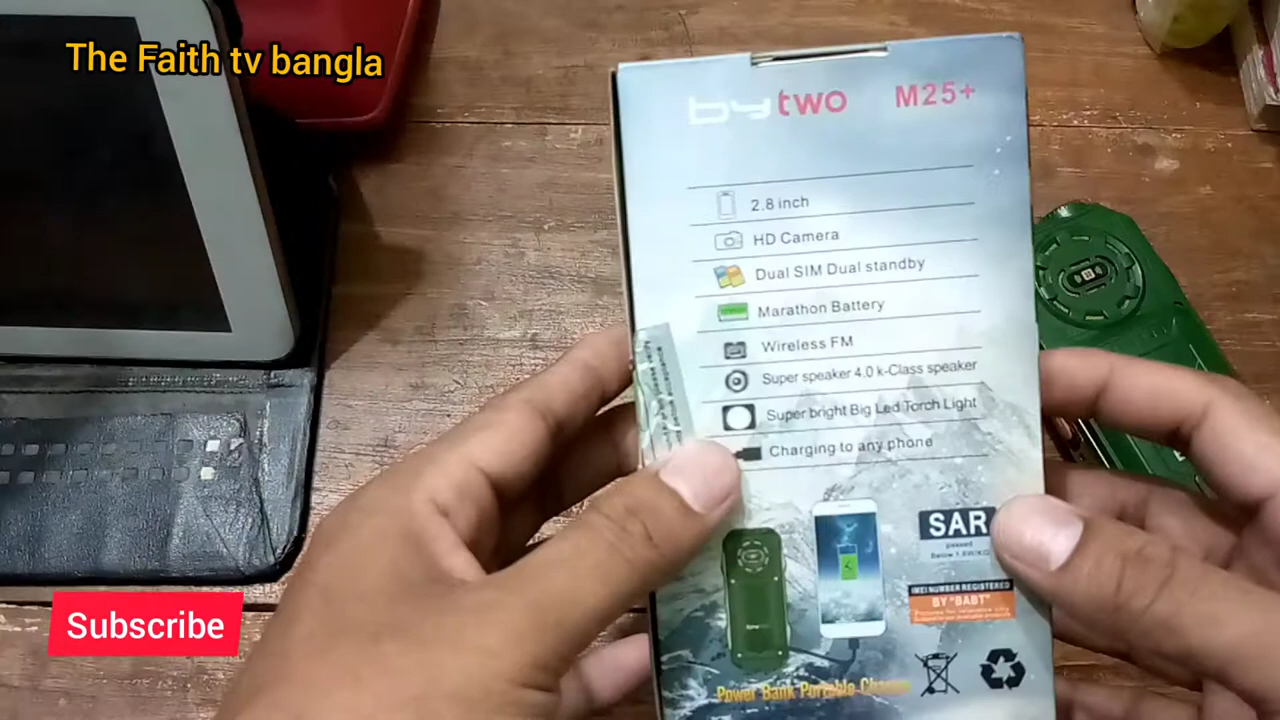 The Faith tv bangla
bytwo M25+
2.8 inch
HD Camera
Dual SIM Dual standby
Marathon Battery
Wireless FM
Super speaker 4.0 k-Class speaker
Super bright Big Led Torch Light
Charging to any phone
SAR
passed
IMEI NUMBER REGISTERED
BY "BABT"
Power Bank Portable Charger
Subscribe